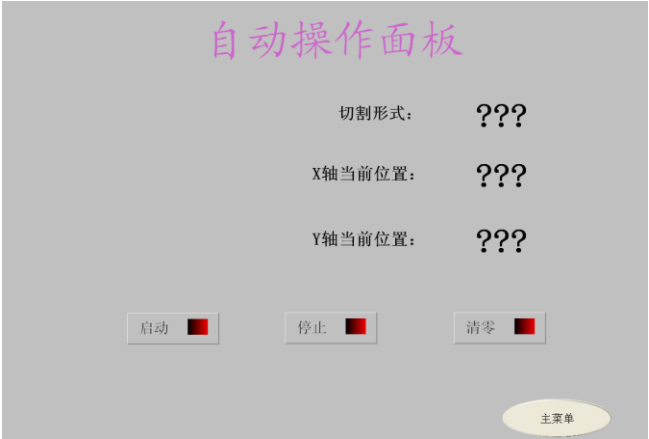 自动操作面板
切割形式: ???
X轴当前位置: ???
Y轴当前位置: ???
启动 停止 清零
主菜单